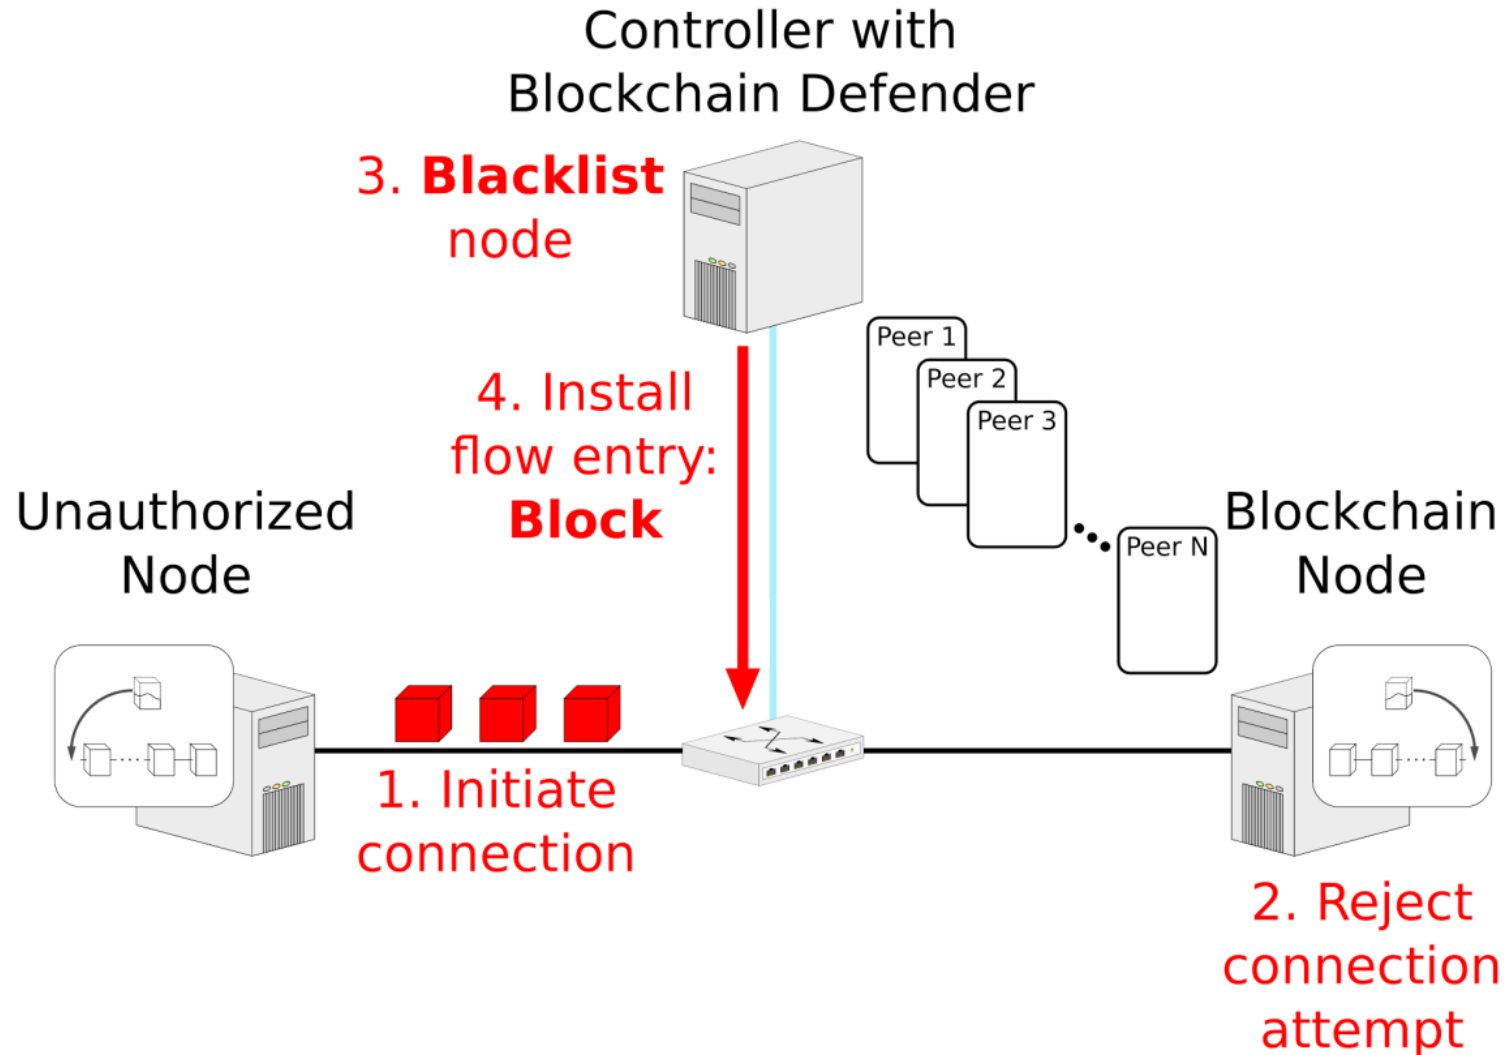 Controller with
Blockchain Defender
3. Blacklist
node
Peer 1
Peer 2
Peer 3
Peer N
4. Install
flow entry:
Block
Unauthorized
Node
Blockchain
Node
1. Initiate
connection
2. Reject
connection
attempt